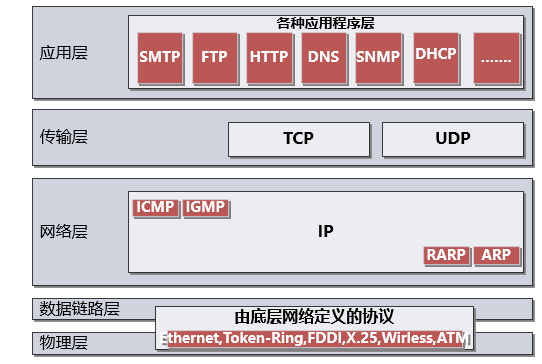 各种应用程序层
应用层
SMTP FTP HTTP DNS SNMP DHCP .......
传输层
TCP UDP
ICMP IGMP
网络层
IP
RARP ARP
数据链路层
由底层网络定义的协议
物理层
Ethernet,Token-Ring,FDDI,X.25,Wirless,ATM